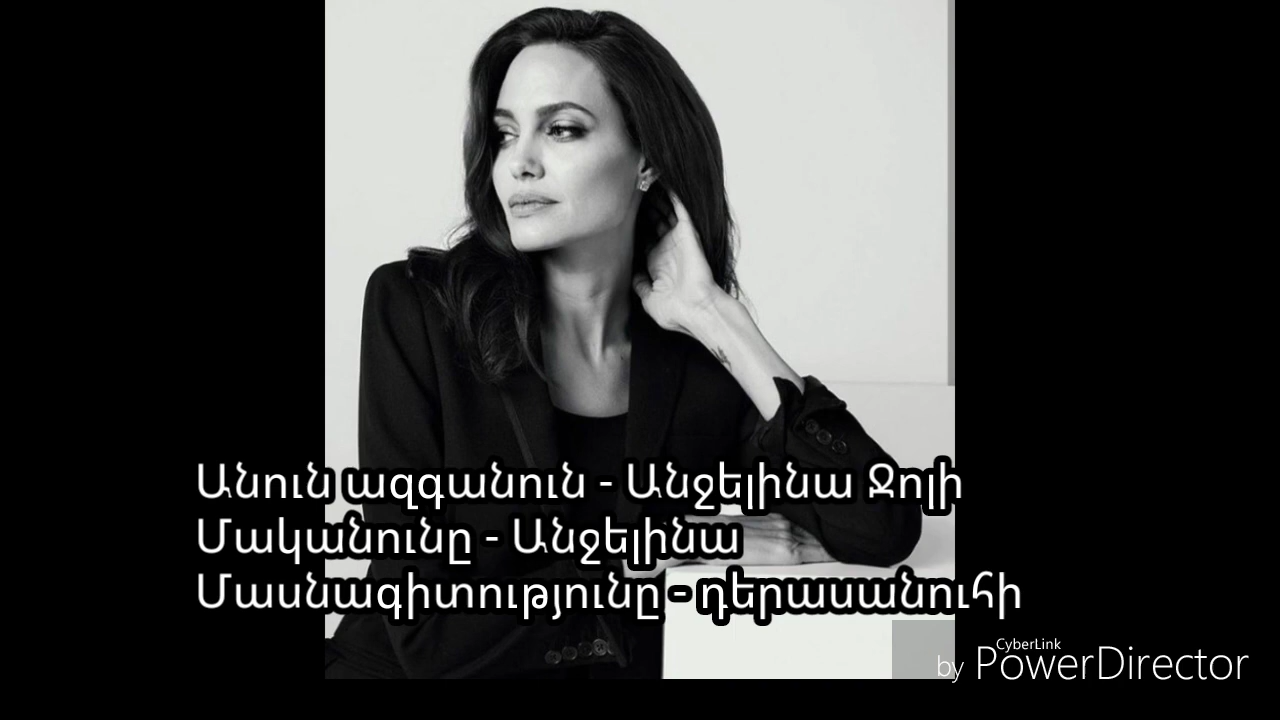 Անուն ազգանուն - Անջելինա Ջոլի
Մականունը - Անջելինա
Մասնագիտությունը - դերասանուհի
CyberLink
by PowerDirector